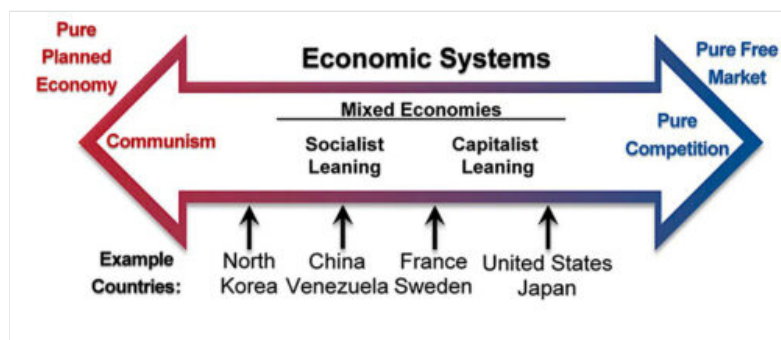 Pure
Planned
Economy
Economic Systems
Pure Free
Market
Mixed Economies
Communism
Socialist
Leaning
Capitalist
Leaning
Pure
Competition
Example
Countries:
North
Korea
China
Venezuela
France
Sweden
United States
Japan